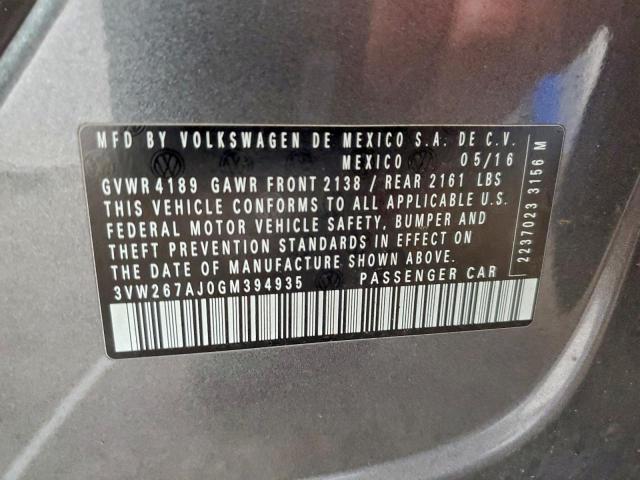 MFD BY VOLKSWAGEN DE MEXICO S.A. DE C.V.
MEXICO 05/16
GVWR 4189 GAWR FRONT 2138 / REAR 2161 LBS
THIS VEHICLE CONFORMS TO ALL APPLICABLE U.S.
FEDERAL MOTOR VEHICLE SAFETY, BUMPER AND
THEFT PREVENTION STANDARDS IN EFFECT ON
THE DATE OF MANUFACTURE SHOWN ABOVE.
3VW267AJ0GM394935 PASSENGER CAR
2237023 3156 M